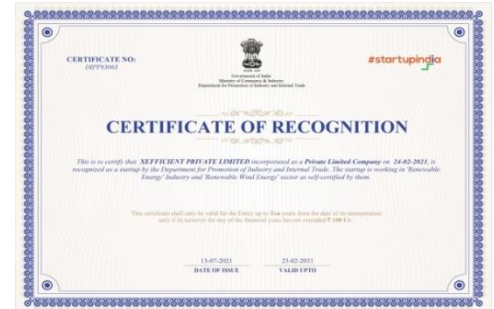 CERTIFICATE NO:
#startupindia
Government of India
Ministry of Commerce & Industry
Department for Promotion of Industry and Internal Trade
CERTIFICATE OF RECOGNITION
This is to certify that XEFFICIENT PRIVATE LIMITED incorporated as a Private Limited Company on 24-02-2021, is
recognized as a startup by the Department for Promotion of Industry and Internal Trade. The startup is working in 'Renewable
Energy' Industry and 'Renewable Wind Energy' sector as self-certified by them.
This certificate shall only be valid for the Entity up to Ten years from the date of its incorporation
only if its turnover for any of the financial years has not exceeded ₹ 100 Cr.
13-07-2021
23-02-2031
DATE OF ISSUE
VALID UPTO